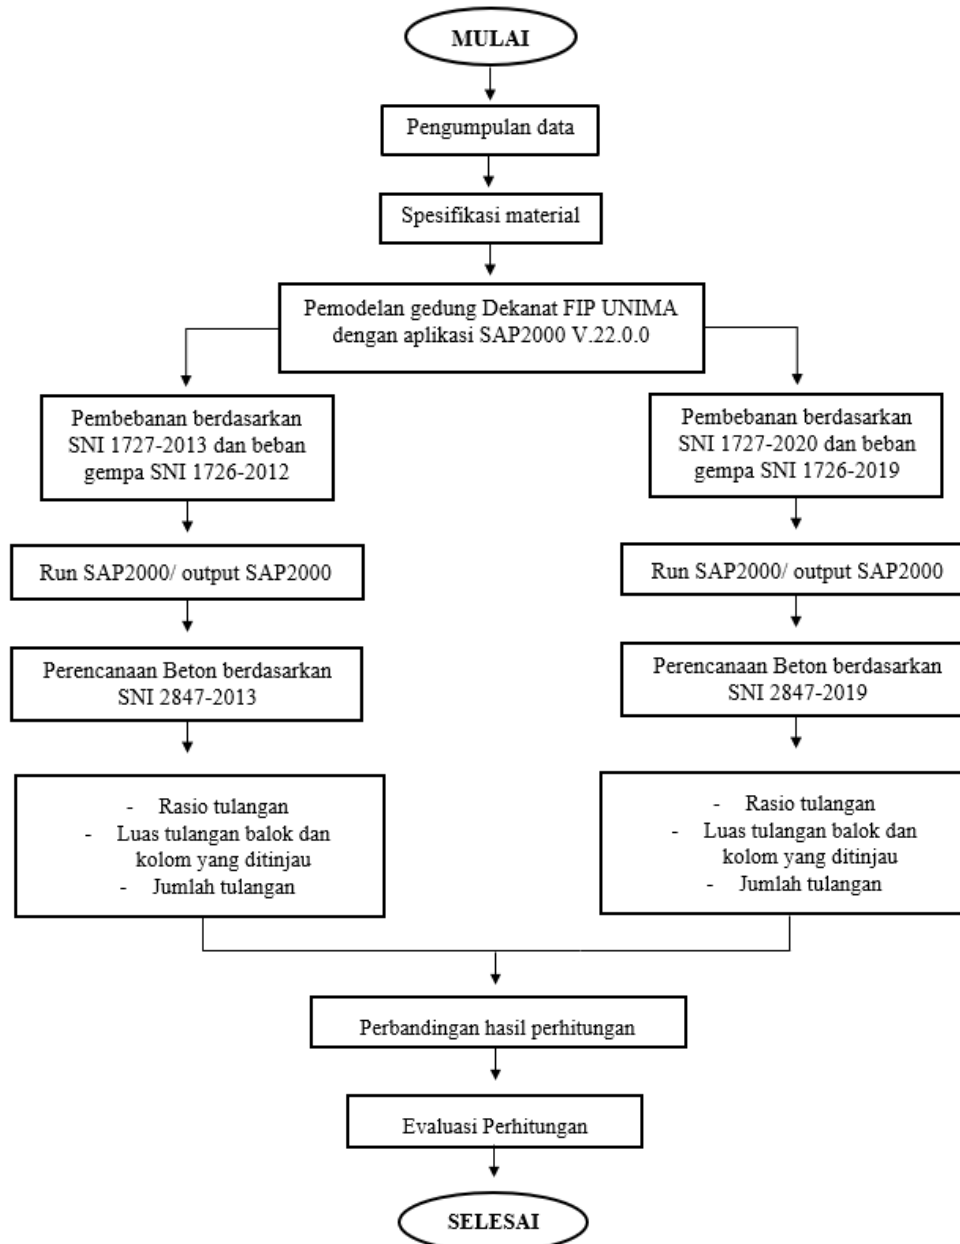 MULAI
Pengumpulan data
Spesifikasi material
Pemodelan gedung Dekanat FIP UNIMA
dengan aplikasi SAP2000 V.22.0.0
Pembebanan berdasarkan
SNI 1727-2013 dan beban
gempa SNI 1726-2012
Run SAP2000/ output SAP2000
Perencanaan Beton berdasarkan
SNI 2847-2013
- Rasio tulangan
- Luas tulangan balok dan
kolom yang ditinjau
- Jumlah tulangan
Pembebanan berdasarkan
SNI 1727-2020 dan beban
gempa SNI 1726-2019
Run SAP2000/ output SAP2000
Perencanaan Beton berdasarkan
SNI 2847-2019
- Rasio tulangan
- Luas tulangan balok dan
kolom yang ditinjau
- Jumlah tulangan
Perbandingan hasil perhitungan
Evaluasi Perhitungan
SELESAI